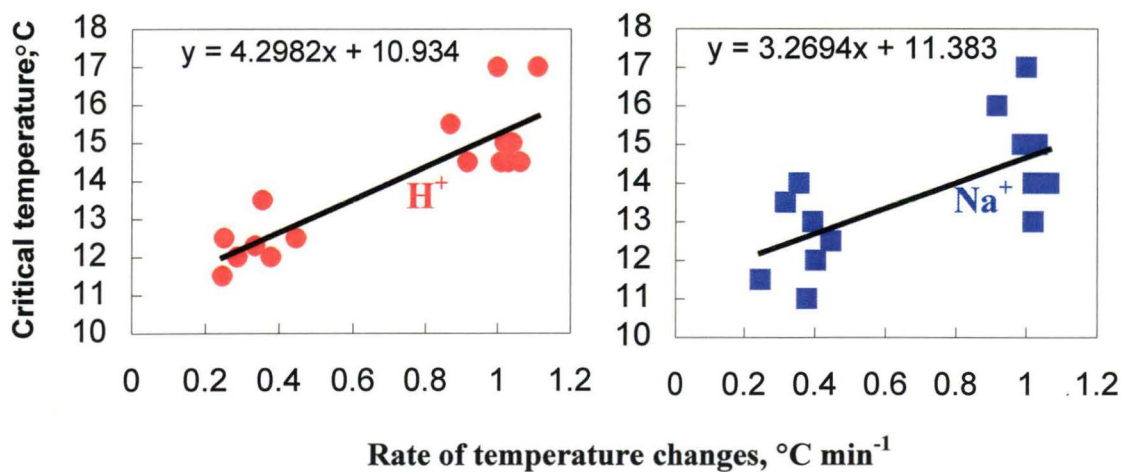 Critical temperature,°C
18
17
16
15
14
13
12
11
10
y = 4.2982x + 10.934
H+
0 0.2 0.4 0.6 0.8 1 1.2
18
17
16
15
14
13
12
11
10
y = 3.2694x + 11.383
Na+
0 0.2 0.4 0.6 0.8 1 1.2
Rate of temperature changes, °C min-1